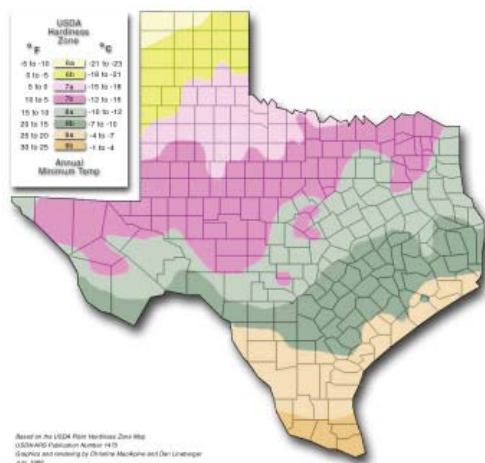 USDA
Hardiness
Zone
°F °C
-5 to -10 6a -21 to -23
0 to -5 6b -18 to -21
5 to 0 7a -15 to -18
10 to 5 7b -12 to -15
15 to 10 8a -10 to -12
20 to 15 8b -7 to -10
25 to 20 9a -4 to -7
30 to 25 9b -1 to -4
Annual
Minimum Temp
Based on the USDA Plant Hardiness Zone Map
USDA/ARS Publication Number 1475
Graphics and rendering by Christine MacAlpine and Dan Lineberger